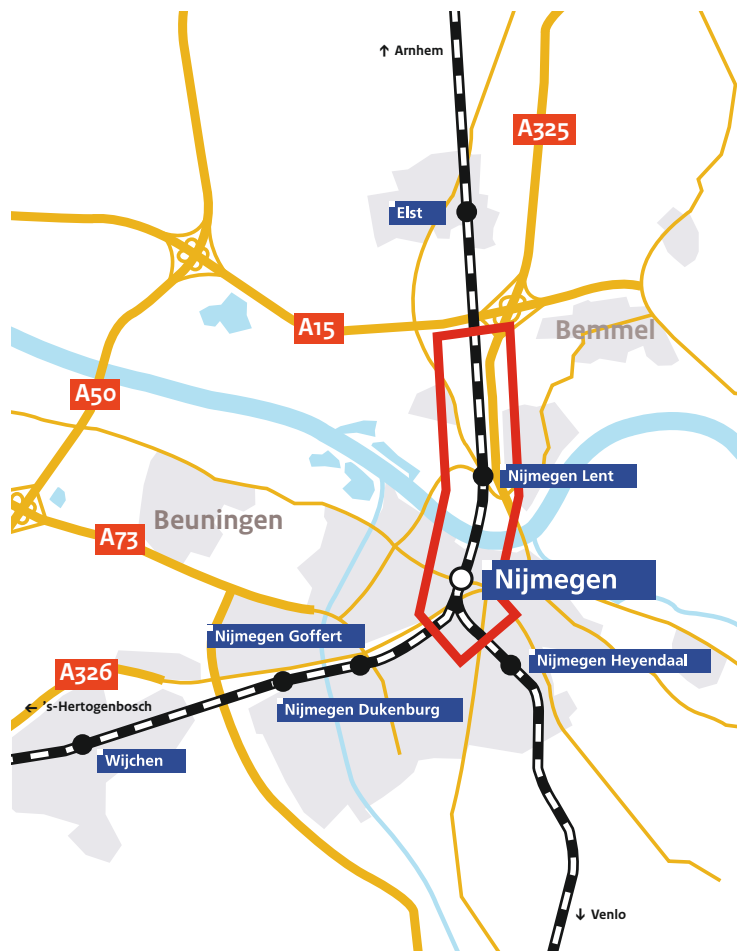 ↑ Arnhem
A325
Elst
A15
Bemmel
A50
Nijmegen Lent
Beuningen
A73
Nijmegen
Nijmegen Goffert
Nijmegen Heyendaal
A326
← 's-Hertogenbosch
Nijmegen Dukenburg
Wijchen
↓ Venlo